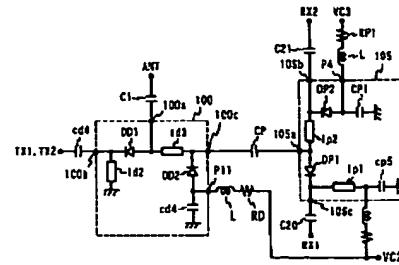 RX2 VC3
RP1
C21 L 105
105b P4
ANT
DP2 CP1
C1
100a 100 100c
lp2
cd4 DD1 ld3 CP 105a
TX1,TX2
DP1
100b DD2
ld2 P11 lp1 cp5
cd4 L RD 105c
C20
RX1 VC2